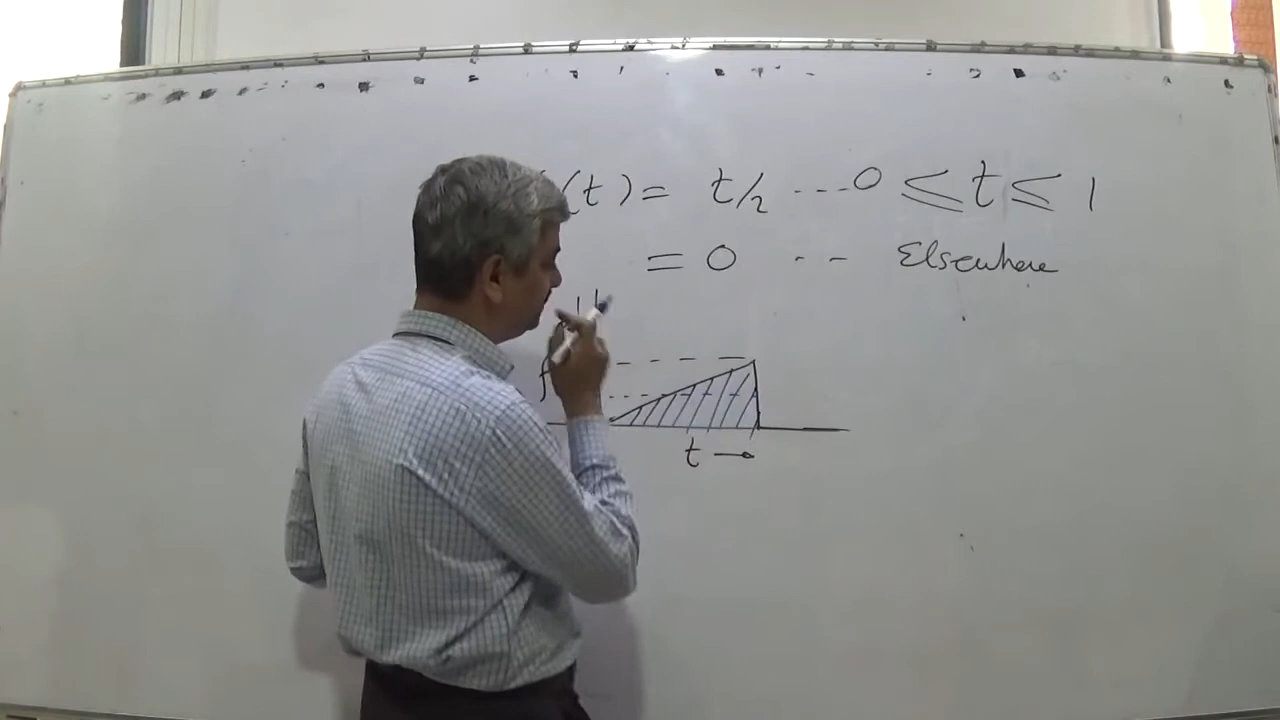 (t) = t/2 ---- 0 ≤ t ≤ 1
= 0 -- Elsewhere
f
t →